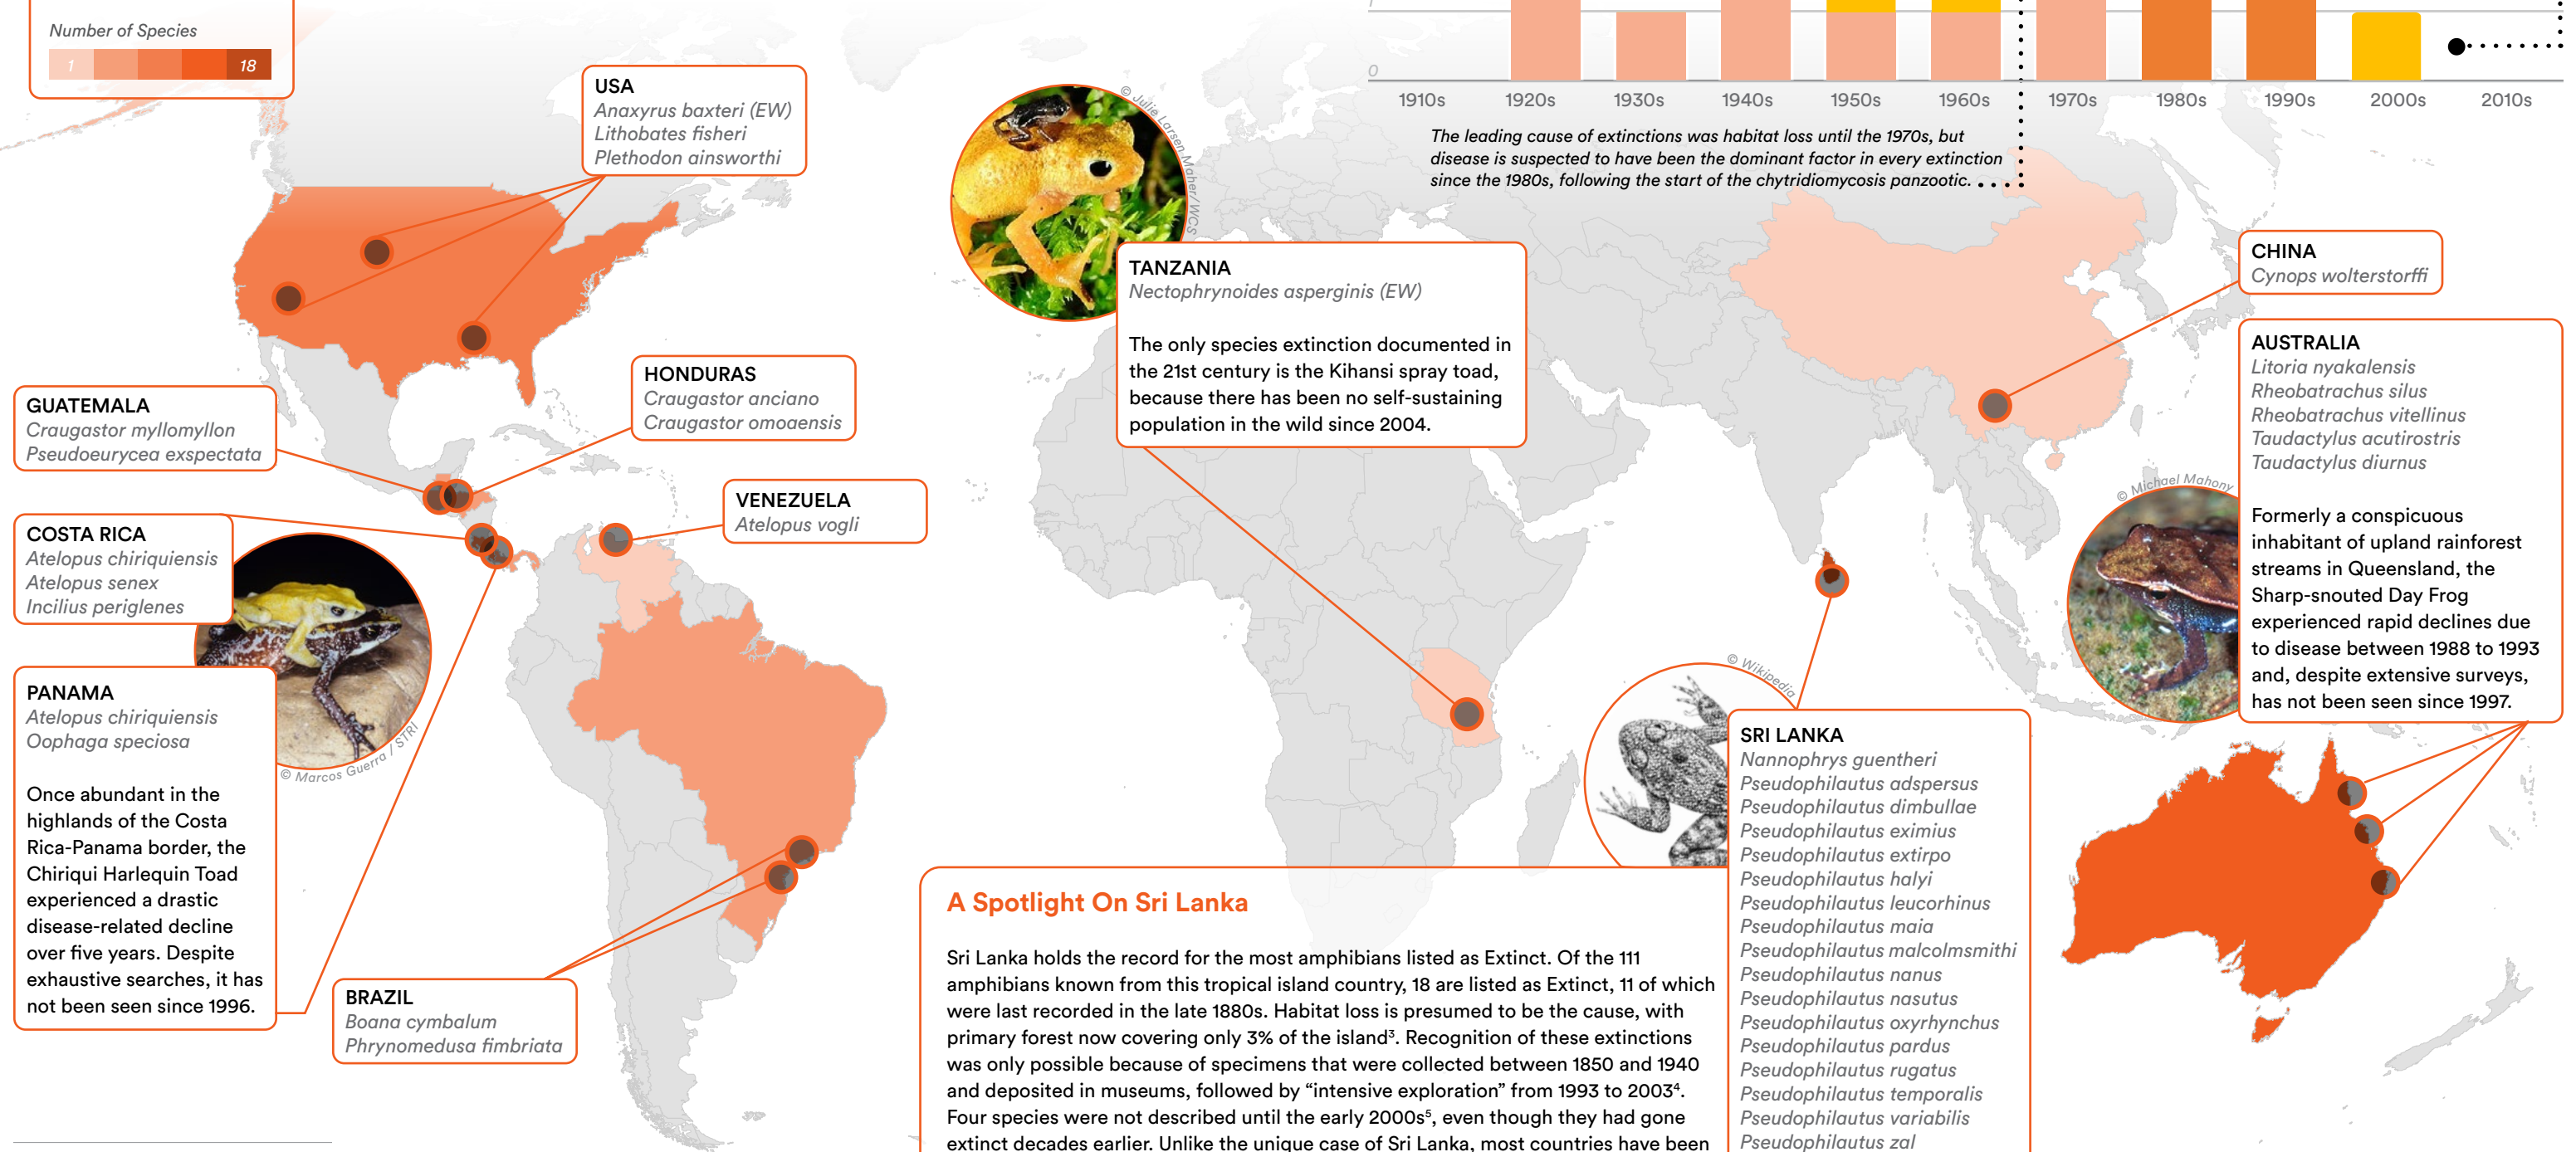 Number of Species
1
18
0
1910s
1920s
1930s
1940s
1950s
1960s
1970s
1980s
1990s
2000s
2010s
The leading cause of extinctions was habitat loss until the 1970s, but
disease is suspected to have been the dominant factor in every extinction
since the 1980s, following the start of the chytridiomycosis panzootic.
USA
Anaxyrus baxteri (EW)
Lithobates fisheri
Plethodon ainsworthi
© Julie Larsen Maher/WCS
TANZANIA
Nectophrynoides asperginis (EW)
The only species extinction documented in
the 21st century is the Kihansi spray toad,
because there has been no self-sustaining
population in the wild since 2004.
CHINA
Cynops wolterstorffi
AUSTRALIA
Litoria nyakalensis
Rheobatrachus silus
Rheobatrachus vitellinus
Taudactylus acutirostris
Taudactylus diurnus
Formerly a conspicuous
inhabitant of upland rainforest
streams in Queensland, the
Sharp-snouted Day Frog
experienced rapid declines due
to disease between 1988 to 1993
and, despite extensive surveys,
has not been seen since 1997.
© Michael Mahony
HONDURAS
Craugastor anciano
Craugastor omoaensis
GUATEMALA
Craugastor myllomyllon
Pseudoeurycea exspectata
VENEZUELA
Atelopus vogli
COSTA RICA
Atelopus chiriquiensis
Atelopus senex
Incilius periglenes
© Marcos Guerra / STRI
PANAMA
Atelopus chiriquiensis
Oophaga speciosa
Once abundant in the
highlands of the Costa
Rica-Panama border, the
Chiriqui Harlequin Toad
experienced a drastic
disease-related decline
over five years. Despite
exhaustive searches, it has
not been seen since 1996.
BRAZIL
Boana cymbalum
Phrynomedusa fimbriata
© Wikipedia
SRI LANKA
Nannophrys guentheri
Pseudophilautus adspersus
Pseudophilautus dimbullae
Pseudophilautus eximius
Pseudophilautus extirpo
Pseudophilautus halyi
Pseudophilautus leucorhinus
Pseudophilautus maia
Pseudophilautus malcolmsmithi
Pseudophilautus nanus
Pseudophilautus nasutus
Pseudophilautus oxyrhynchus
Pseudophilautus pardus
Pseudophilautus rugatus
Pseudophilautus temporalis
Pseudophilautus variabilis
Pseudophilautus zal
A Spotlight On Sri Lanka
Sri Lanka holds the record for the most amphibians listed as Extinct. Of the 111
amphibians known from this tropical island country, 18 are listed as Extinct, 11 of which
were last recorded in the late 1880s. Habitat loss is presumed to be the cause, with
primary forest now covering only 3% of the island³. Recognition of these extinctions
was only possible because of specimens that were collected between 1850 and 1940
and deposited in museums, followed by “intensive exploration” from 1993 to 2003⁴.
Four species were not described until the early 2000s⁵, even though they had gone
extinct decades earlier. Unlike the unique case of Sri Lanka, most countries have been